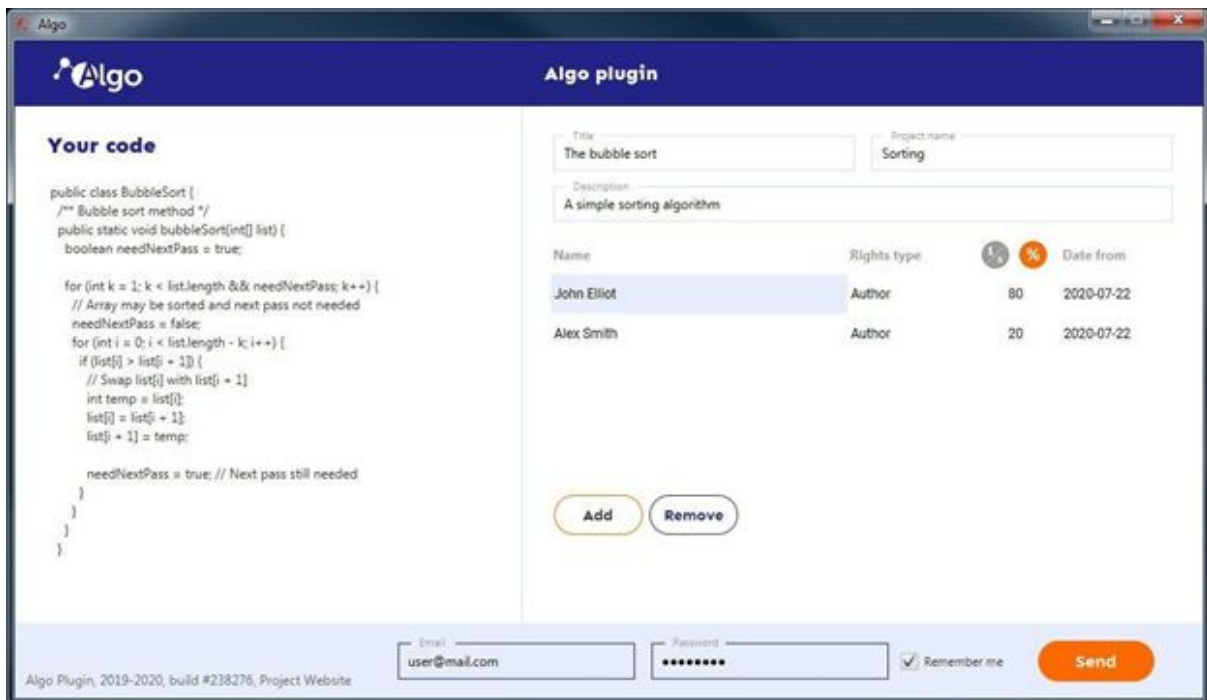 Algo
Algo
Algo plugin
Your code
public class BubbleSort {
/** Bubble sort method */
public static void bubbleSort(int[] list) {
boolean needNextPass = true;
for (int k = 1; k < list.length && needNextPass; k++) {
// Array may be sorted and next pass not needed
needNextPass = false;
for (int i = 0; i < list.length - k; i++) {
if (list[i] > list[i + 1]) {
// Swap list[i] with list[i + 1]
int temp = list[i];
list[i] = list[i + 1];
list[i + 1] = temp;
needNextPass = true; // Next pass still needed
}
}
}
}
Title
The bubble sort
Project name
Sorting
Description
A simple sorting algorithm
Name Rights type % Date from
John Elliot Author 80 2020-07-22
Alex Smith Author 20 2020-07-22
Add Remove
Email
user@mail.com
Password
Remember me
Send
Algo Plugin, 2019-2020, build #238276, Project Website